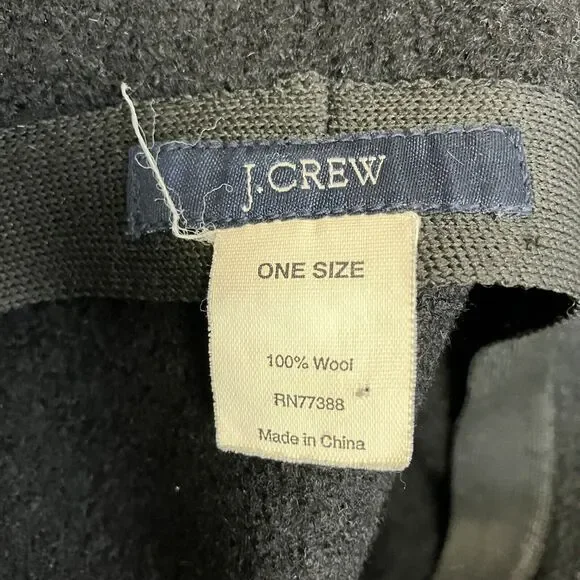 J.CREW
ONE SIZE
100% Wool
RN77388
Made in China